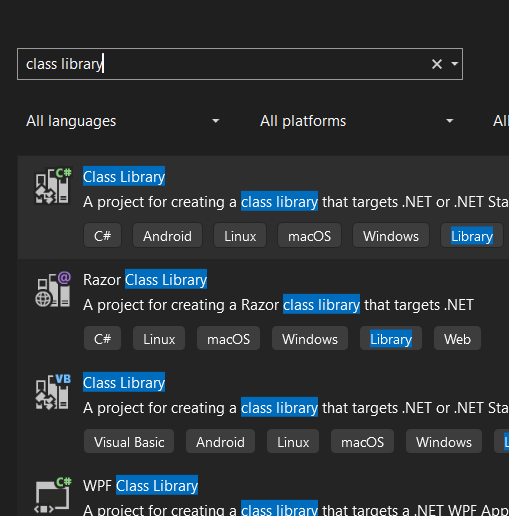 class library
All languages All platforms All
C#
Class Library
A project for creating a class library that targets .NET or .NET Sta
C# Android Linux macOS Windows Library
@
Razor Class Library
A project for creating a Razor class library that targets .NET
C# Linux macOS Windows Library Web
VB
Class Library
A project for creating a class library that targets .NET or .NET Sta
Visual Basic Android Linux macOS Windows L
C#
WPF Class Library
A project for creating a class library that targets a .NET WPF App